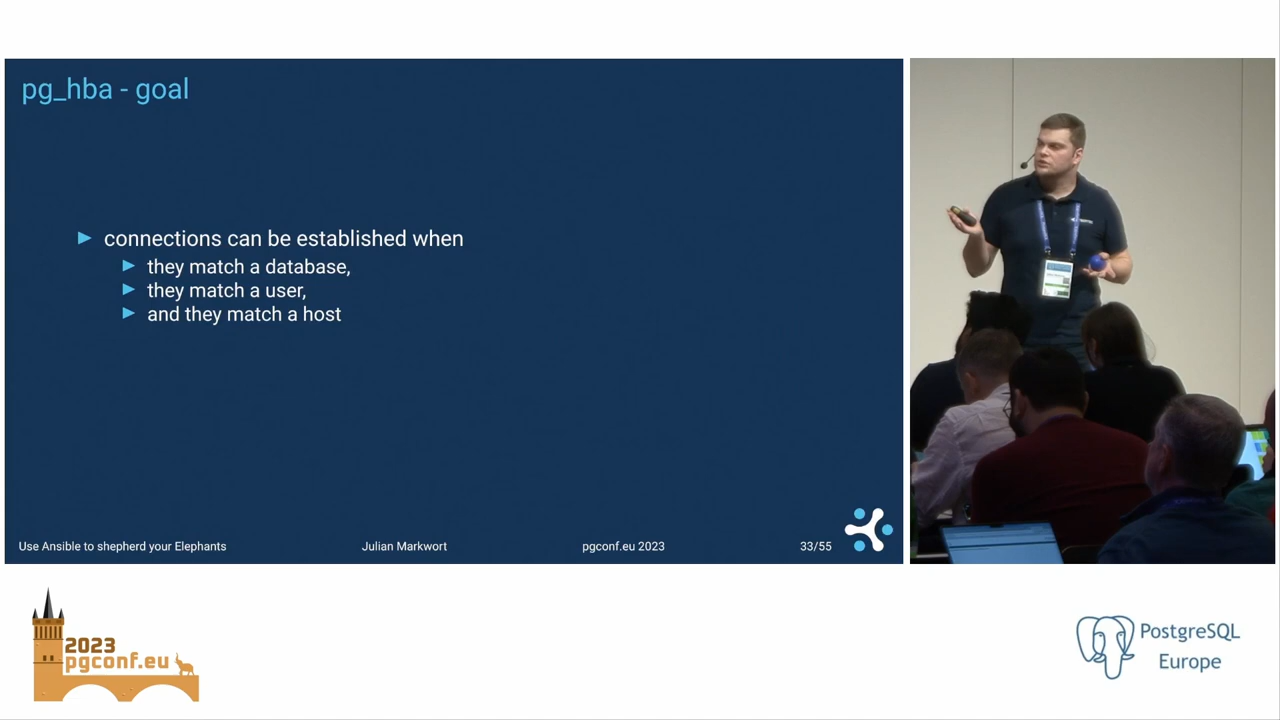 pg_hba - goal
connections can be established when
they match a database,
they match a user,
and they match a host
Use Ansible to shepherd your Elephants
Julian Markwort
pgconf.eu 2023
33/55
2023
pgconf.eu
PostgreSQL
Europe